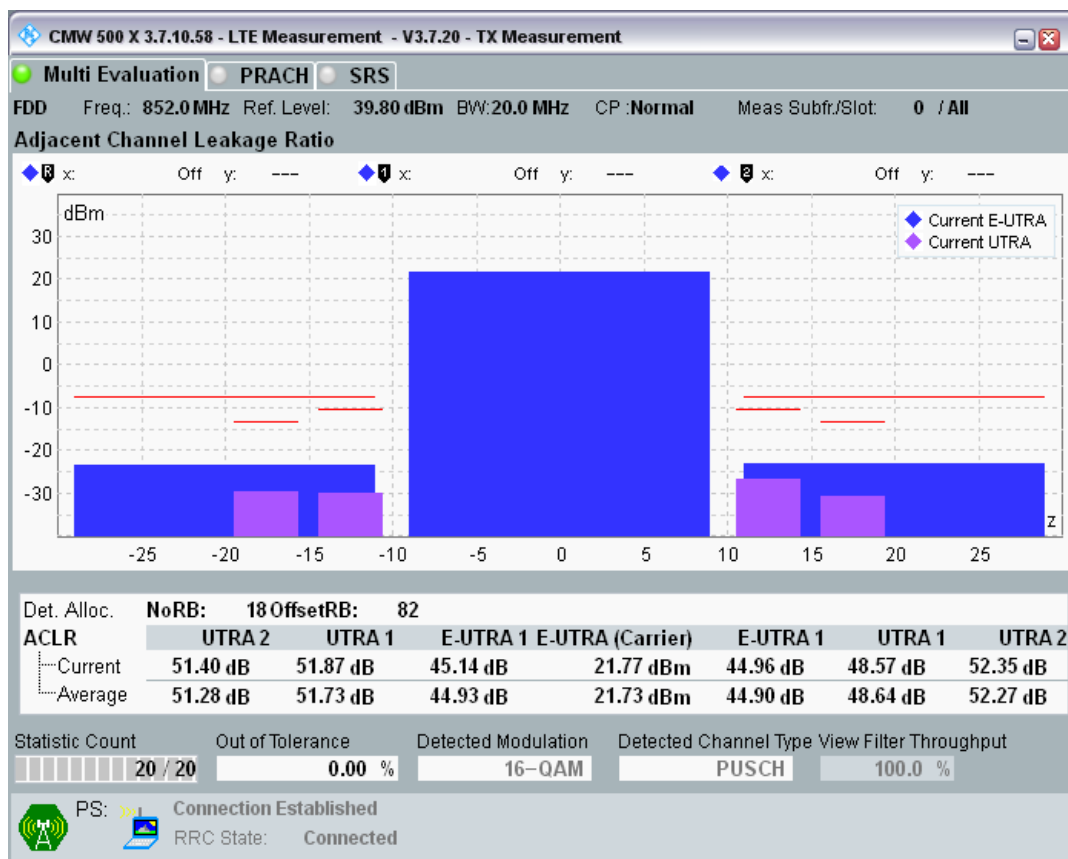 CMW 500 X 3.7.10.58 - LTE Measurement - V3.7.20 - TX Measurement
Multi Evaluation PRACH SRS
FDD Freq.: 852.0 MHz Ref. Level: 39.80 dBm BW:20.0 MHz CP :Normal Meas Subfr./Slot: 0 / All
Adjacent Channel Leakage Ratio
R x: Off y: --- 1 x: Off y: --- 2 x: Off y: ---
dBm
Current E-UTRA
Current UTRA
30
20
10
0
-10
-20
-30
z
-25 -20 -15 -10 -5 0 5 10 15 20 25
Det. Alloc. NoRB: 18 OffsetRB: 82
ACLR UTRA 2 UTRA 1 E-UTRA 1 E-UTRA (Carrier) E-UTRA 1 UTRA 1 UTRA 2
Current 51.40 dB 51.87 dB 45.14 dB 21.77 dBm 44.96 dB 48.57 dB 52.35 dB
Average 51.28 dB 51.73 dB 44.93 dB 21.73 dBm 44.90 dB 48.64 dB 52.27 dB
Statistic Count Out of Tolerance Detected Modulation Detected Channel Type View Filter Throughput
20 / 20 0.00 % 16-QAM PUSCH 100.0 %
PS: Connection Established
RRC State: Connected